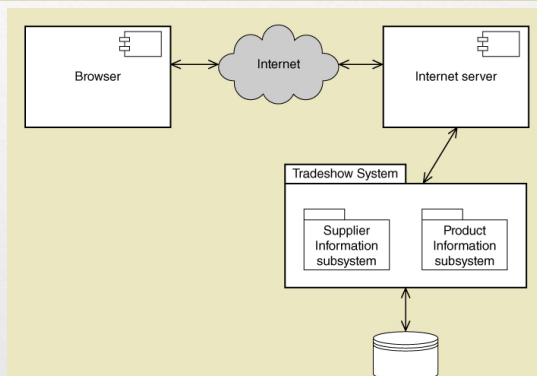 Browser
Internet
Internet server
Tradeshow System
Supplier
Information
subsystem
Product
Information
subsystem